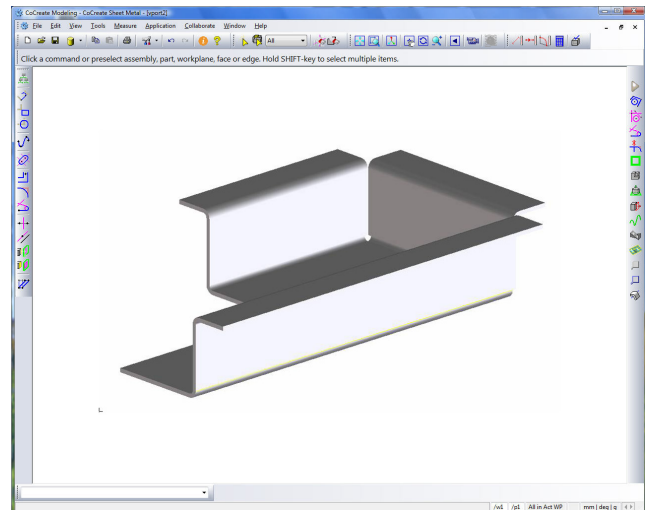 CoCreate Modeling - CoCreate Sheet Metal - [vport2]
File Edit View Tools Measure Application Collaborate Window Help
All
Click a command or preselect assembly, part, workplane, face or edge. Hold SHIFT-key to select multiple items.
/w1 /p1 All in Act WP mm | deg | g